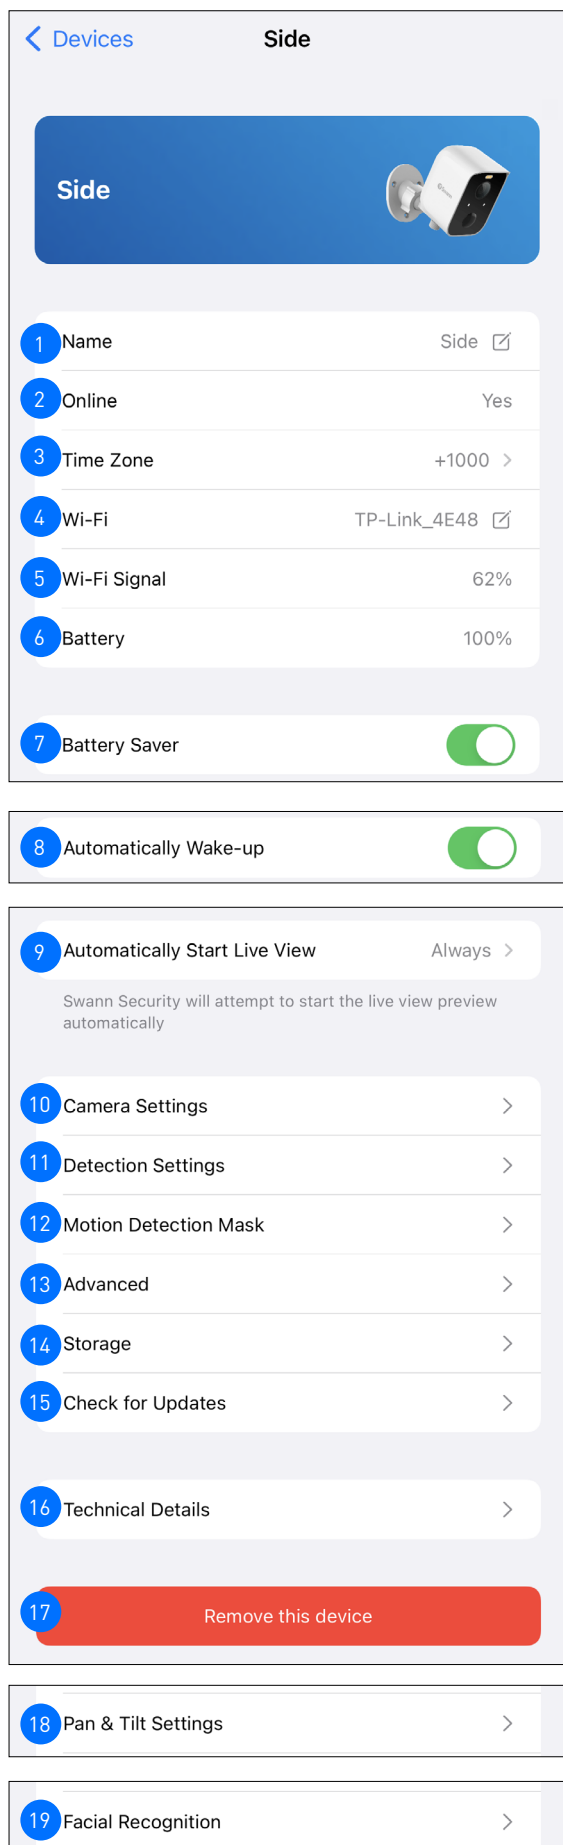 Devices
Side
Side
1 Name Side
2 Online Yes
3 Time Zone +1000
4 Wi-Fi TP-Link_4E48
5 Wi-Fi Signal 62%
6 Battery 100%
7 Battery Saver
8 Automatically Wake-up
9 Automatically Start Live View Always
Swann Security will attempt to start the live view preview
automatically
10 Camera Settings
11 Detection Settings
12 Motion Detection Mask
13 Advanced
14 Storage
15 Check for Updates
16 Technical Details
17 Remove this device
18 Pan & Tilt Settings
19 Facial Recognition